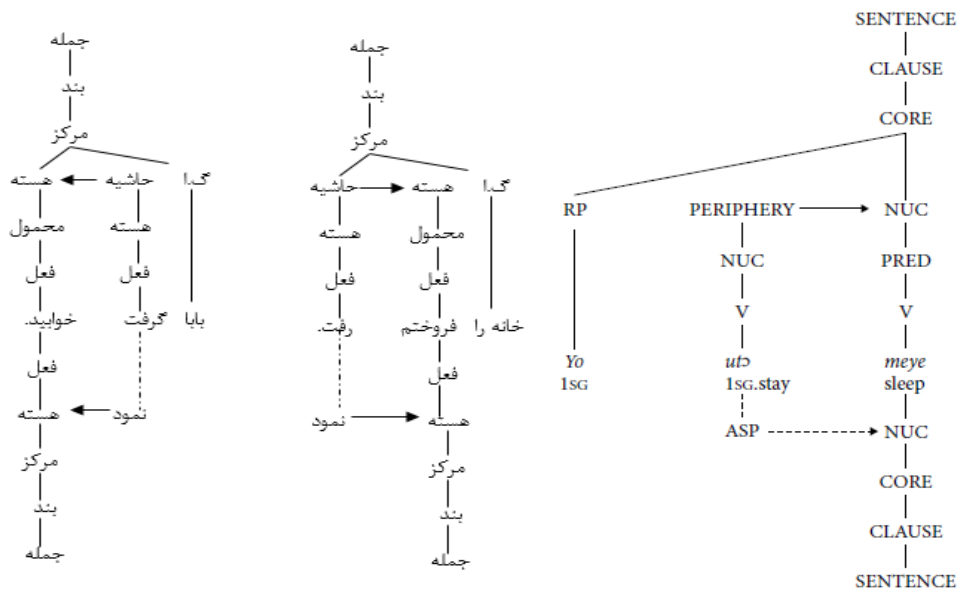 جمله
بند
مرکز
گدا حاشیه هسته
هسته محمول
فعل فعل
بابا گرفت خوابید.
فعل
نمود هسته
مرکز
بند
جمله
جمله
بند
مرکز
گدا هسته حاشیه
محمول هسته
فعل فعل
خانه را فروختم رفت.
فعل
هسته نمود
مرکز
بند
جمله
SENTENCE
CLAUSE
CORE
RP PERIPHERY NUC
NUC PRED
V V
Yo utɔ meye
1SG 1SG.stay sleep
ASP NUC
CORE
CLAUSE
SENTENCE